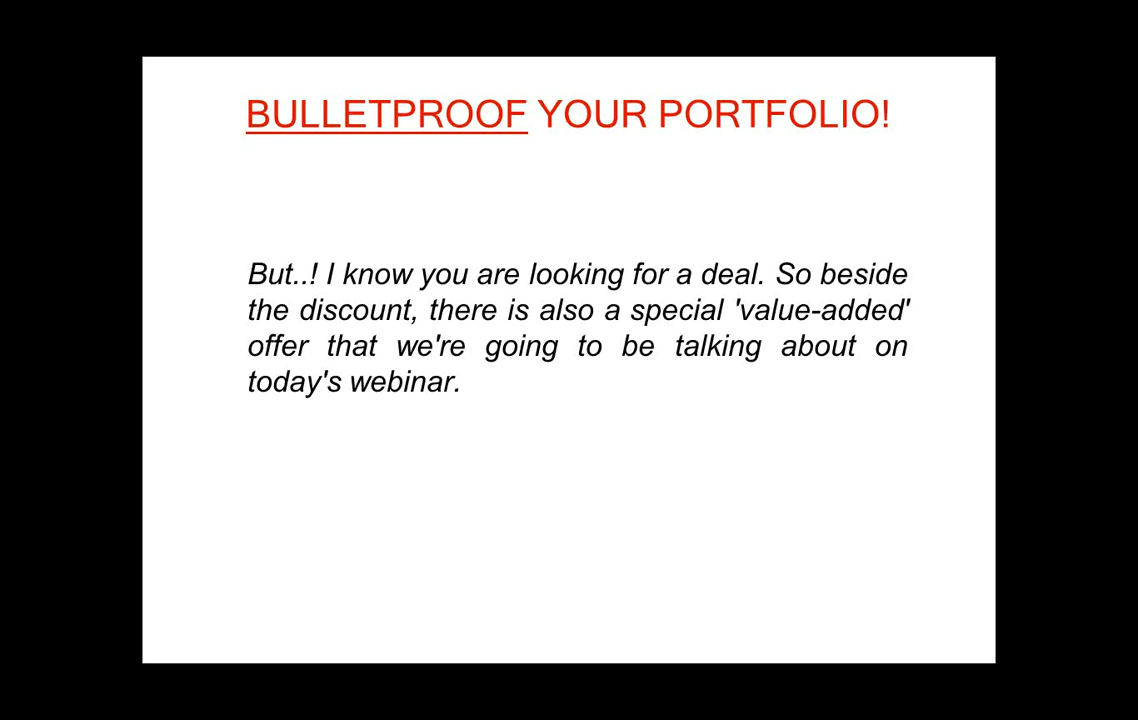 BULLETPROOF YOUR PORTFOLIO!
But..! I know you are looking for a deal. So beside
the discount, there is also a special 'value-added'
offer that we're going to be talking about on
today's webinar.